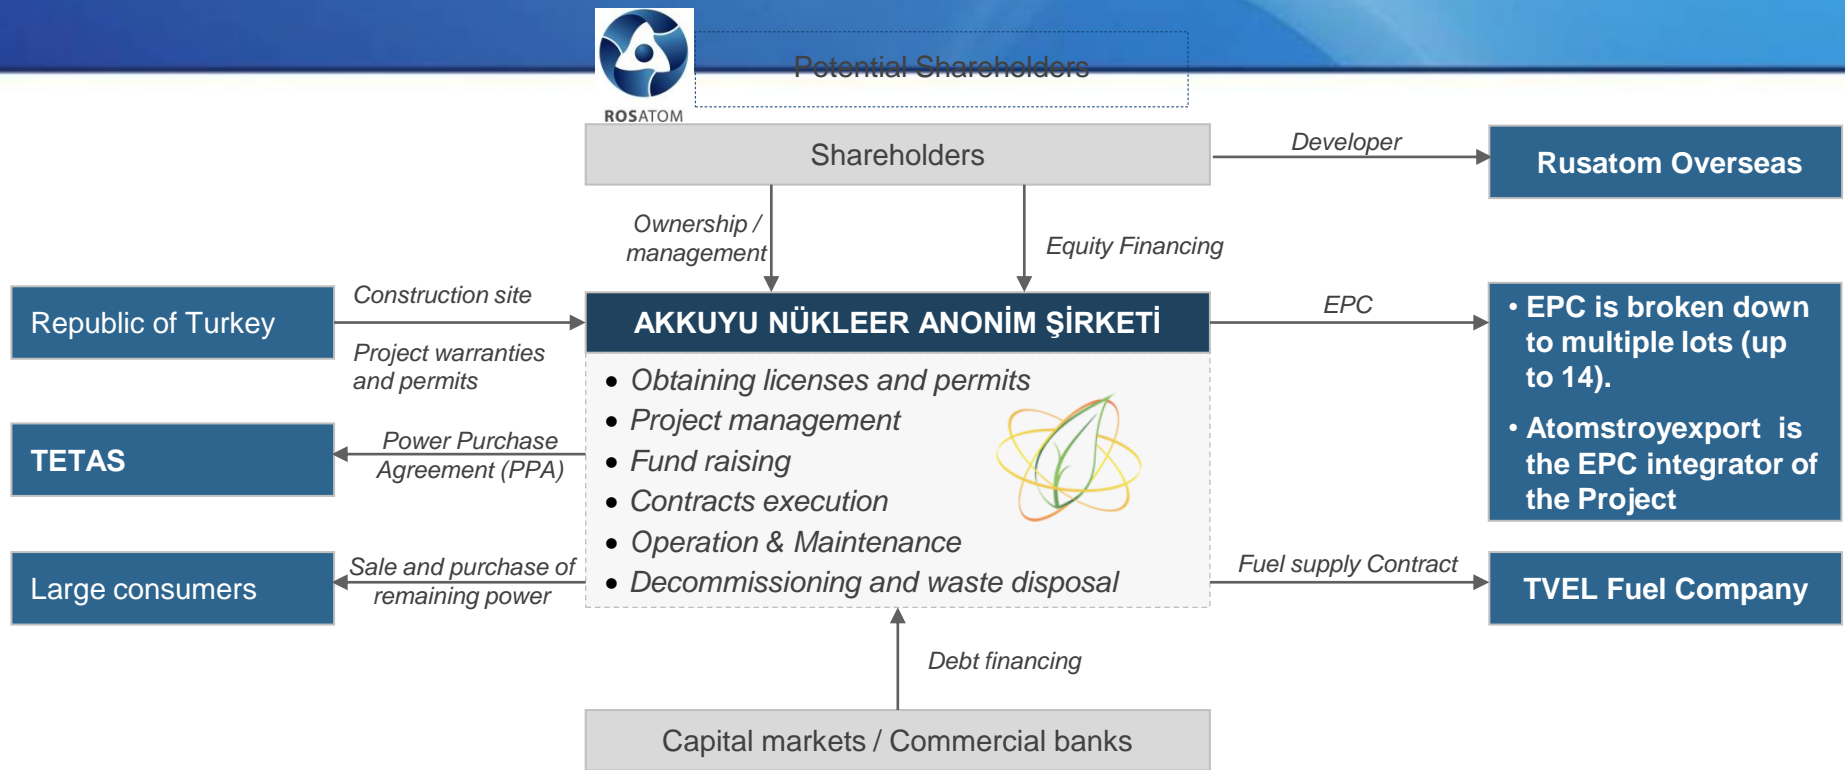 Potential Shareholders
ROSATOM
Shareholders
Developer
Rusatom Overseas
Ownership /
management
Equity Financing
Republic of Turkey
Construction site
Project warranties
and permits
AKKUYU NÜKLEER ANONİM ŞİRKETİ
EPC
• EPC is broken down
to multiple lots (up
to 14).
• Atomstroyexport is
the EPC integrator of
the Project
• Obtaining licenses and permits
• Project management
• Fund raising
• Contracts execution
• Operation & Maintenance
• Decommissioning and waste disposal
TETAS
Power Purchase
Agreement (PPA)
Large consumers
Sale and purchase of
remaining power
Fuel supply Contract
TVEL Fuel Company
Debt financing
Capital markets / Commercial banks